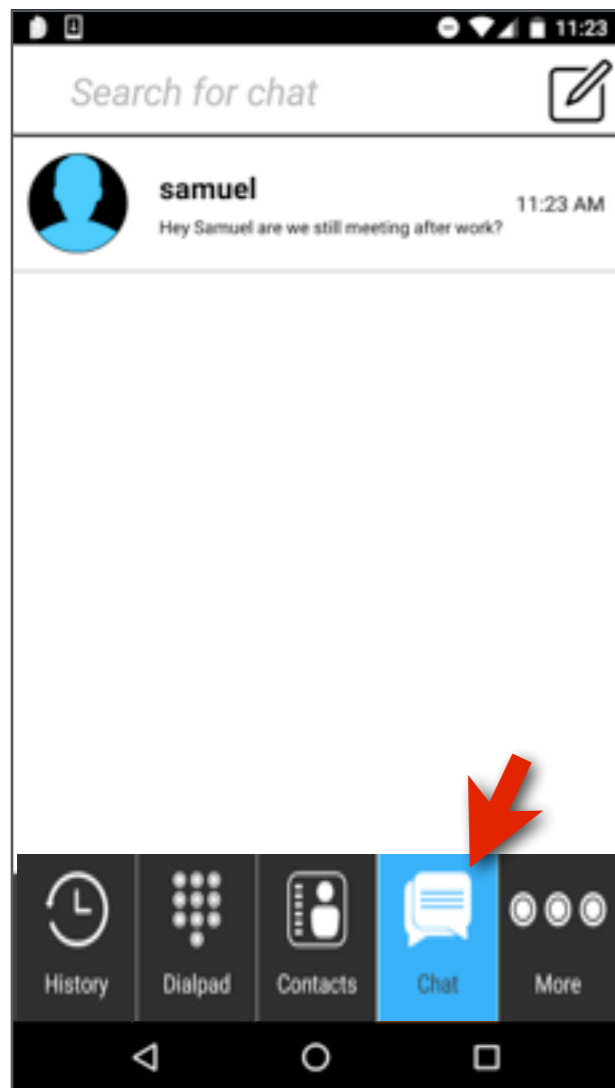 11:23
Search for chat
samuel
11:23 AM
Hey Samuel are we still meeting after work?
History Dialpad Contacts Chat More